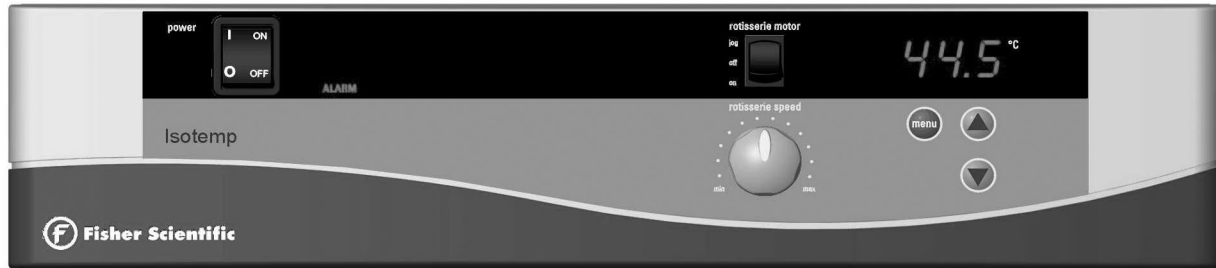 power
I ON
O OFF
ALARM
rotisserie motor
jog
off
on
44.5 °C
rotisserie speed
min
max
menu
Isotemp
f Fisher Scientific